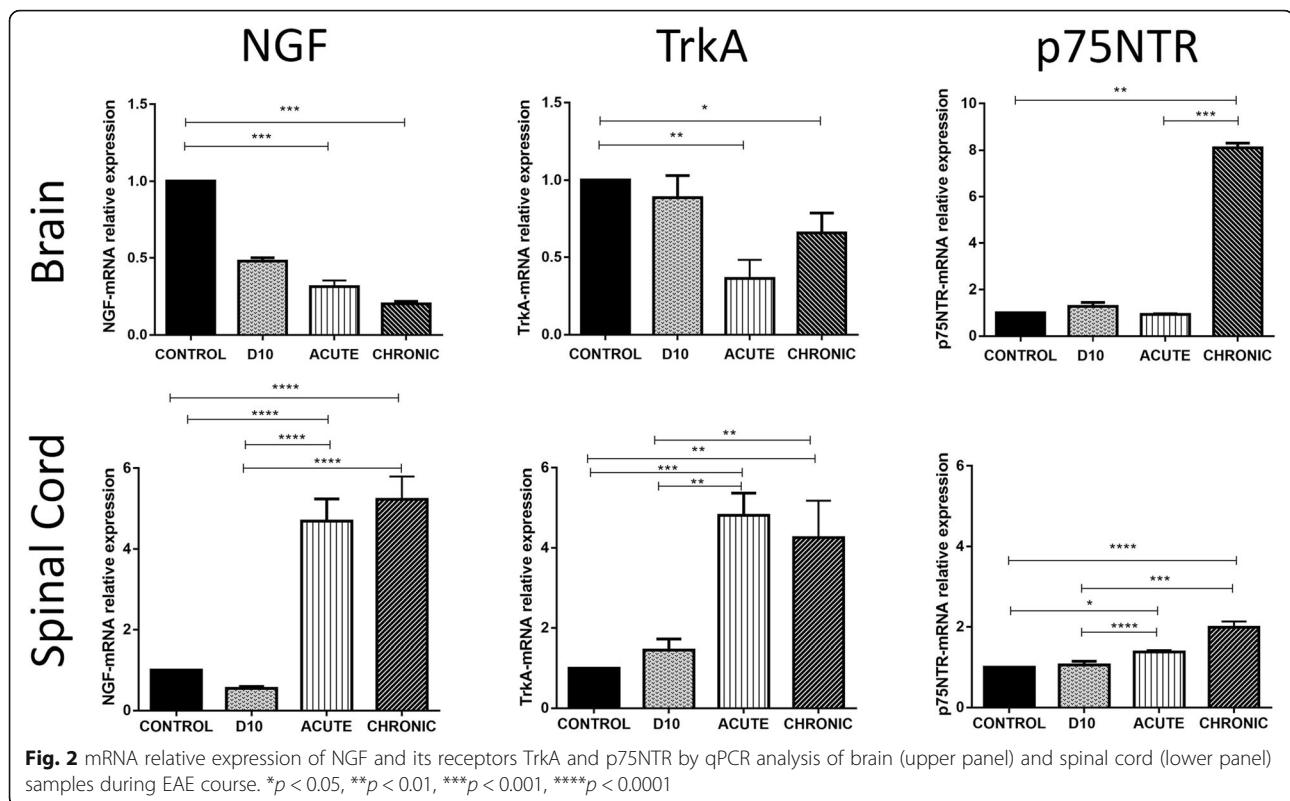 NGF
TrkA
p75NTR
Brain
NGF-mRNA relative expression
1.5
1.0
0.5
0.0
***
***
CONTROL D10 ACUTE CHRONIC
TrkA-mRNA relative expression
1.5
1.0
0.5
0.0
*
**
CONTROL D10 ACUTE CHRONIC
p75NTR-mRNA relative expression
10
8
6
4
2
0
**
***
CONTROL D10 ACUTE CHRONIC
Spinal Cord
NGF-mRNA relative expression
6
4
2
0
****
****
****
****
CONTROL D10 ACUTE CHRONIC
TrkA-mRNA relative expression
6
4
2
0
**
**
***
**
CONTROL D10 ACUTE CHRONIC
p75NTR-mRNA relative expression
6
4
2
0
****
***
*
****
CONTROL D10 ACUTE CHRONIC
Fig. 2 mRNA relative expression of NGF and its receptors TrkA and p75NTR by qPCR analysis of brain (upper panel) and spinal cord (lower panel)
samples during EAE course. *p < 0.05, **p < 0.01, ***p < 0.001, ****p < 0.0001